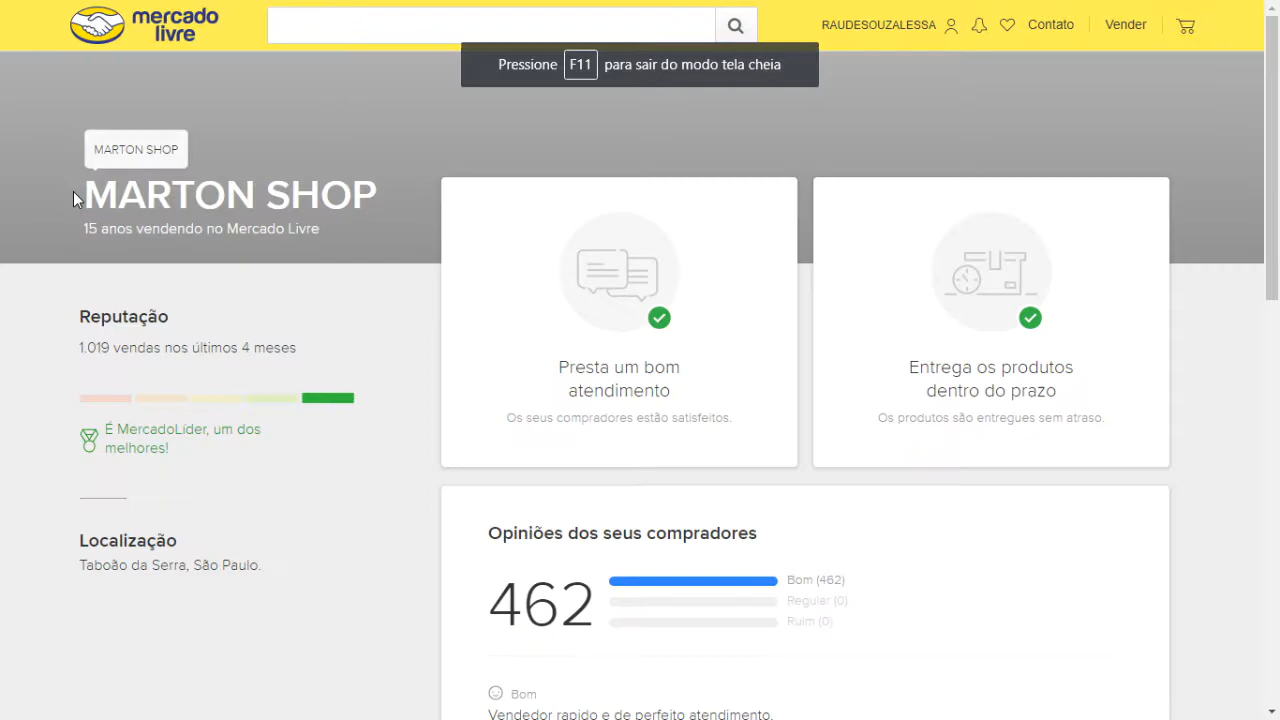 mercado
livre
RAUDESOUZALESSA
Contato
Vender
Pressione F11 para sair do modo tela cheia
MARTON SHOP
MARTON SHOP
15 anos vendendo no Mercado Livre
Reputação
1.019 vendas nos últimos 4 meses
É MercadoLíder, um dos
melhores!
Localização
Taboão da Serra, São Paulo.
Presta um bom
atendimento
Os seus compradores estão satisfeitos.
Entrega os produtos
dentro do prazo
Os produtos são entregues sem atraso.
Opiniões dos seus compradores
462
Bom (462)
Regular (0)
Ruim (0)
Bom
Vendedor rapido e de perfeito atendimento.